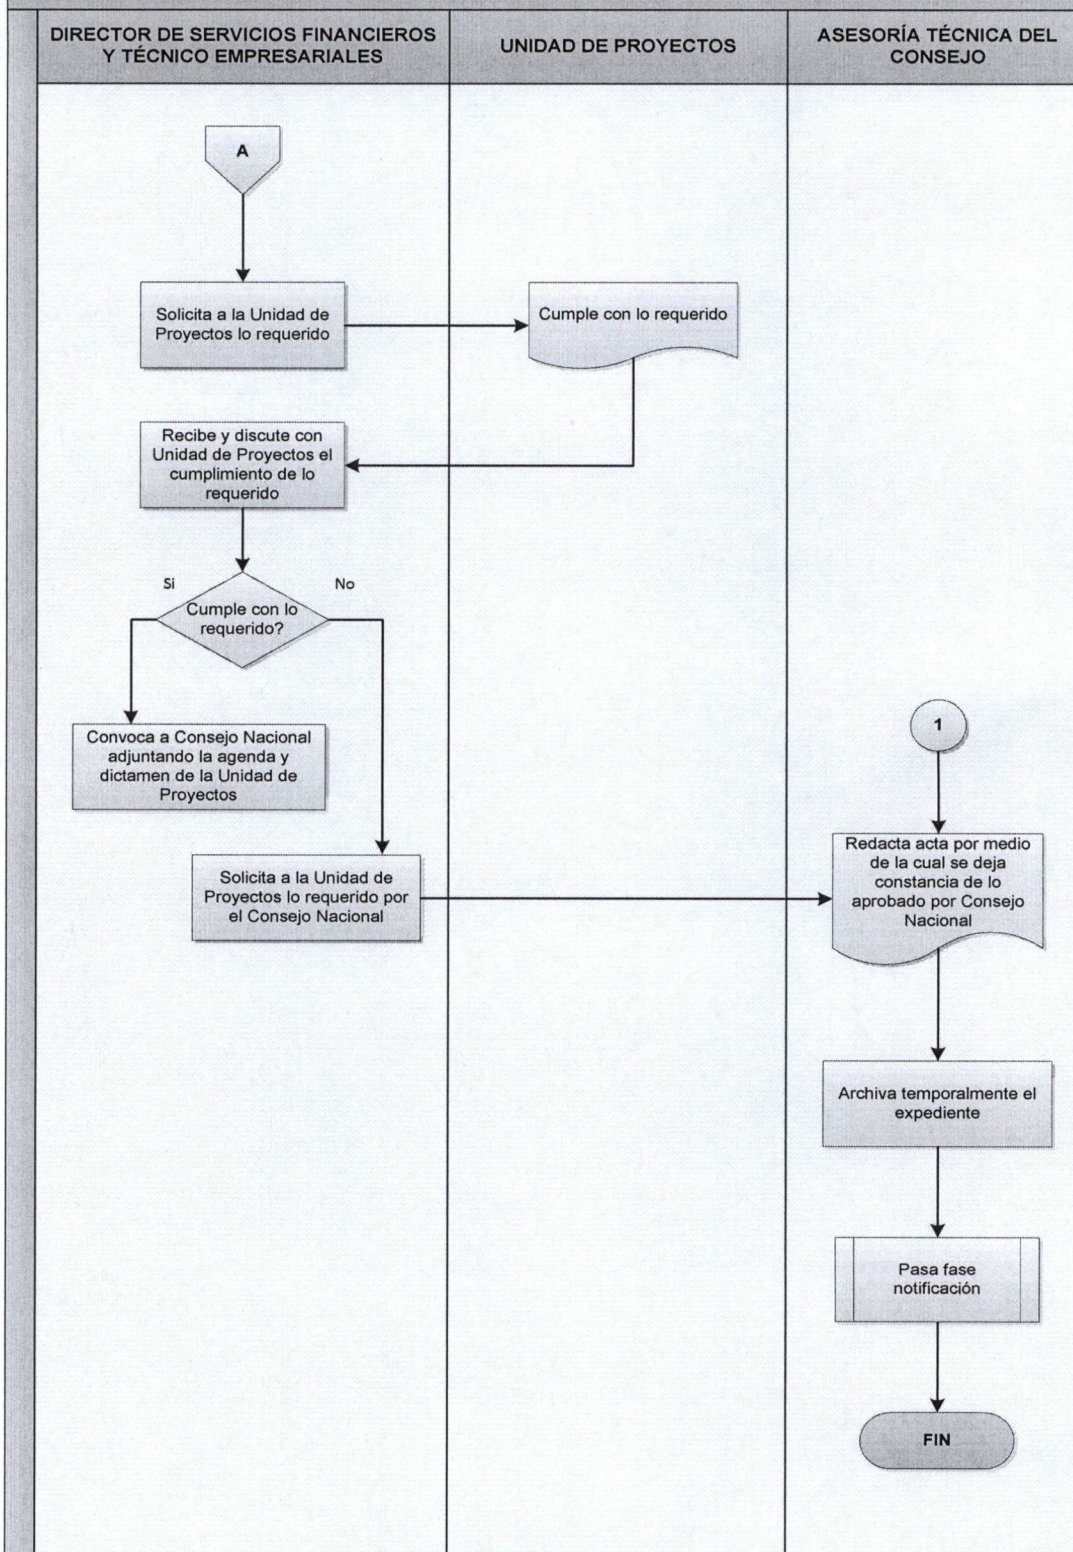 DIRECTOR DE SERVICIOS FINANCIEROS
Y TÉCNICO EMPRESARIALES
UNIDAD DE PROYECTOS
ASESORÍA TÉCNICA DEL
CONSEJO
A
Solicita a la Unidad de
Proyectos lo requerido
Cumple con lo requerido
Recibe y discute con
Unidad de Proyectos el
cumplimiento de lo
requerido
Si
No
Cumple con lo
requerido?
Convoca a Consejo Nacional
adjuntando la agenda y
dictamen de la Unidad de
Proyectos
1
Solicita a la Unidad de
Proyectos lo requerido por
el Consejo Nacional
Redacta acta por medio
de la cual se deja
constancia de lo
aprobado por Consejo
Nacional
Archiva temporalmente el
expediente
Pasa fase
notificación
FIN